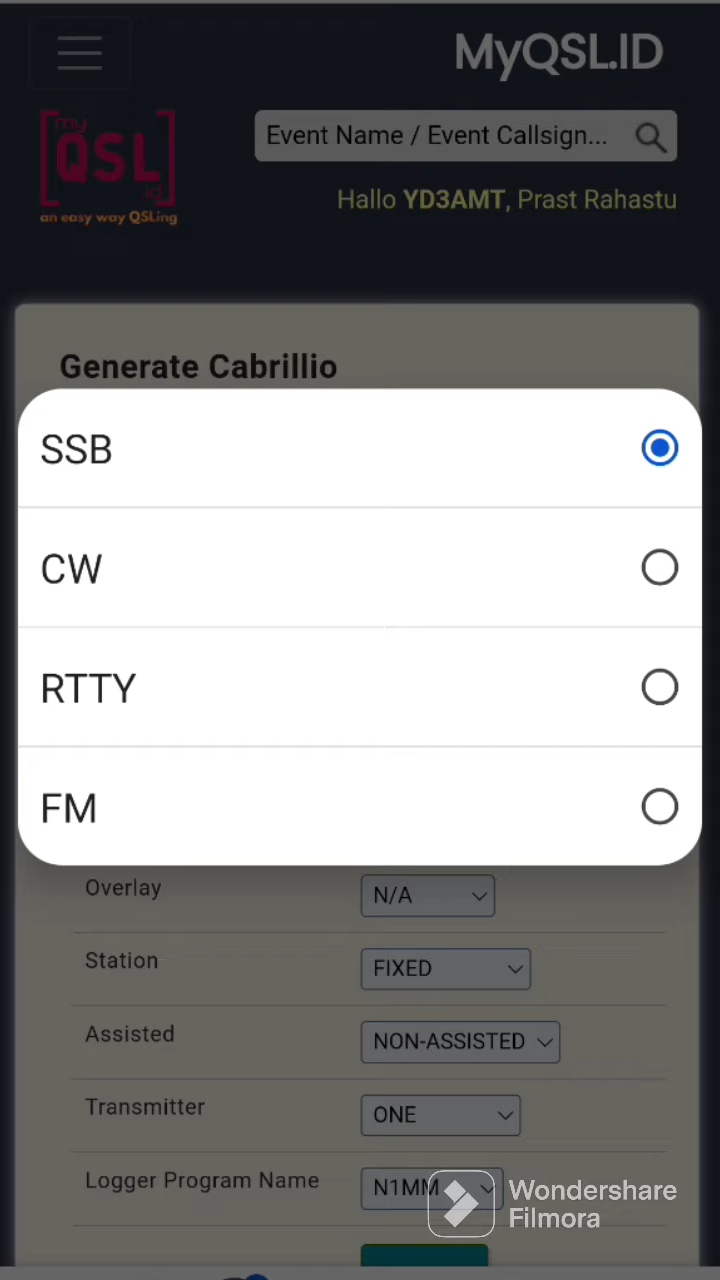 MyQSL.ID
my
QSL
id
an easy way QSLing
Event Name / Event Callsign...
Hallo YD3AMT, Prast Rahastu
Generate Cabrillio
SSB
CW
RTTY
FM
Overlay N/A
Station FIXED
Assisted NON-ASSISTED
Transmitter ONE
Logger Program Name N1MM
Wondershare
Filmora